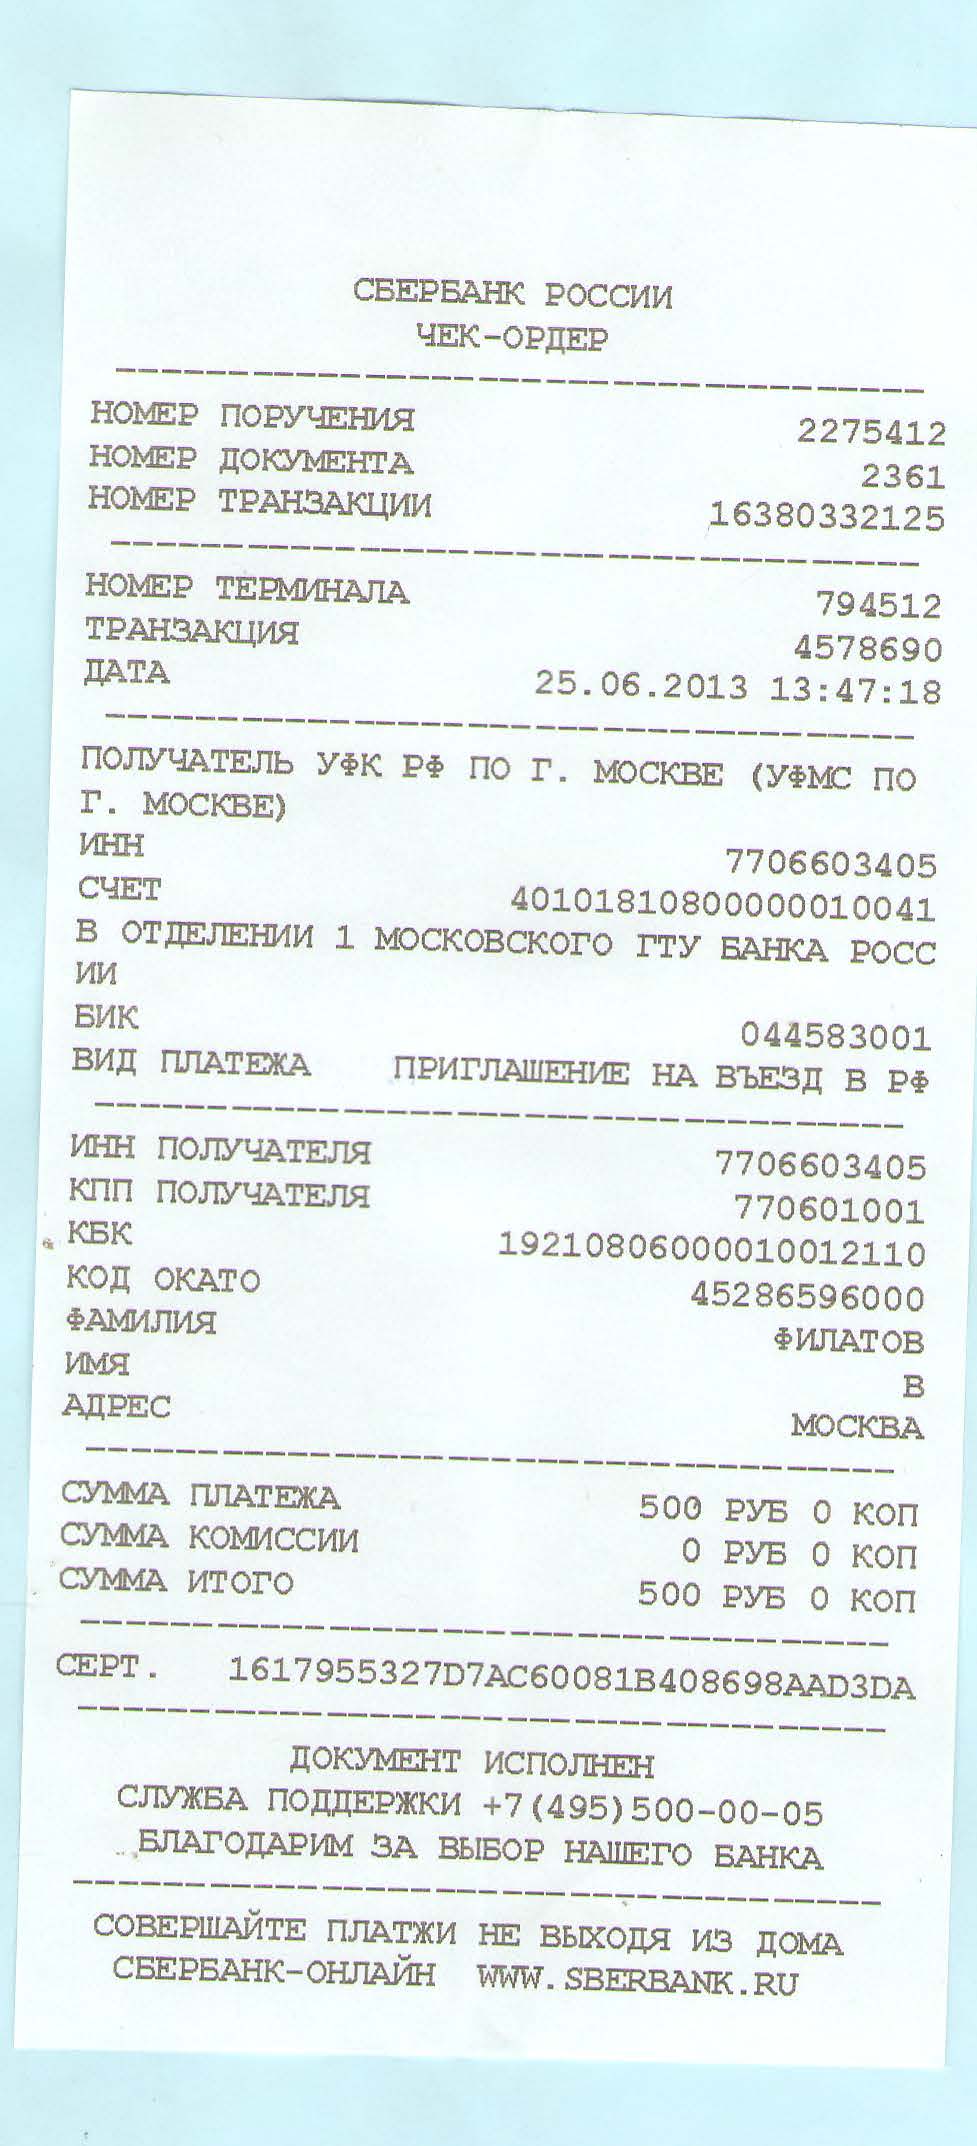 СБЕРБАНК РОССИИ
ЧЕК-ОРДЕР
НОМЕР ПОРУЧЕНИЯ 2275412
НОМЕР ДОКУМЕНТА 2361
НОМЕР ТРАНЗАКЦИИ 16380332125
НОМЕР ТЕРМИНАЛА 794512
ТРАНЗАКЦИЯ 4578690
ДАТА 25.06.2013 13:47:18
ПОЛУЧАТЕЛЬ УФК РФ ПО Г. МОСКВЕ (УФМС ПО
Г. МОСКВЕ)
ИНН 7706603405
СЧЕТ 40101810800000010041
В ОТДЕЛЕНИИ 1 МОСКОВСКОГО ГТУ БАНКА РОСС
ИИ
БИК 044583001
ВИД ПЛАТЕЖА ПРИГЛАШЕНИЕ НА ВЪЕЗД В РФ
ИНН ПОЛУЧАТЕЛЯ 7706603405
КПП ПОЛУЧАТЕЛЯ 770601001
КБК 19210806000010012110
КОД ОКАТО 45286596000
ФАМИЛИЯ ФИЛАТОВ
ИМЯ В
АДРЕС МОСКВА
СУММА ПЛАТЕЖА 500 РУБ 0 КОП
СУММА КОМИССИИ 0 РУБ 0 КОП
СУММА ИТОГО 500 РУБ 0 КОП
СЕРТ. 1617955327D7AC60081B408698AAD3DA
ДОКУМЕНТ ИСПОЛНЕН
СЛУЖБА ПОДДЕРЖКИ +7(495)500-00-05
БЛАГОДАРИМ ЗА ВЫБОР НАШЕГО БАНКА
СОВЕРШАЙТЕ ПЛАТЖИ НЕ ВЫХОДЯ ИЗ ДОМА
СБЕРБАНК-ОНЛАЙН WWW.SBERBANK.RU